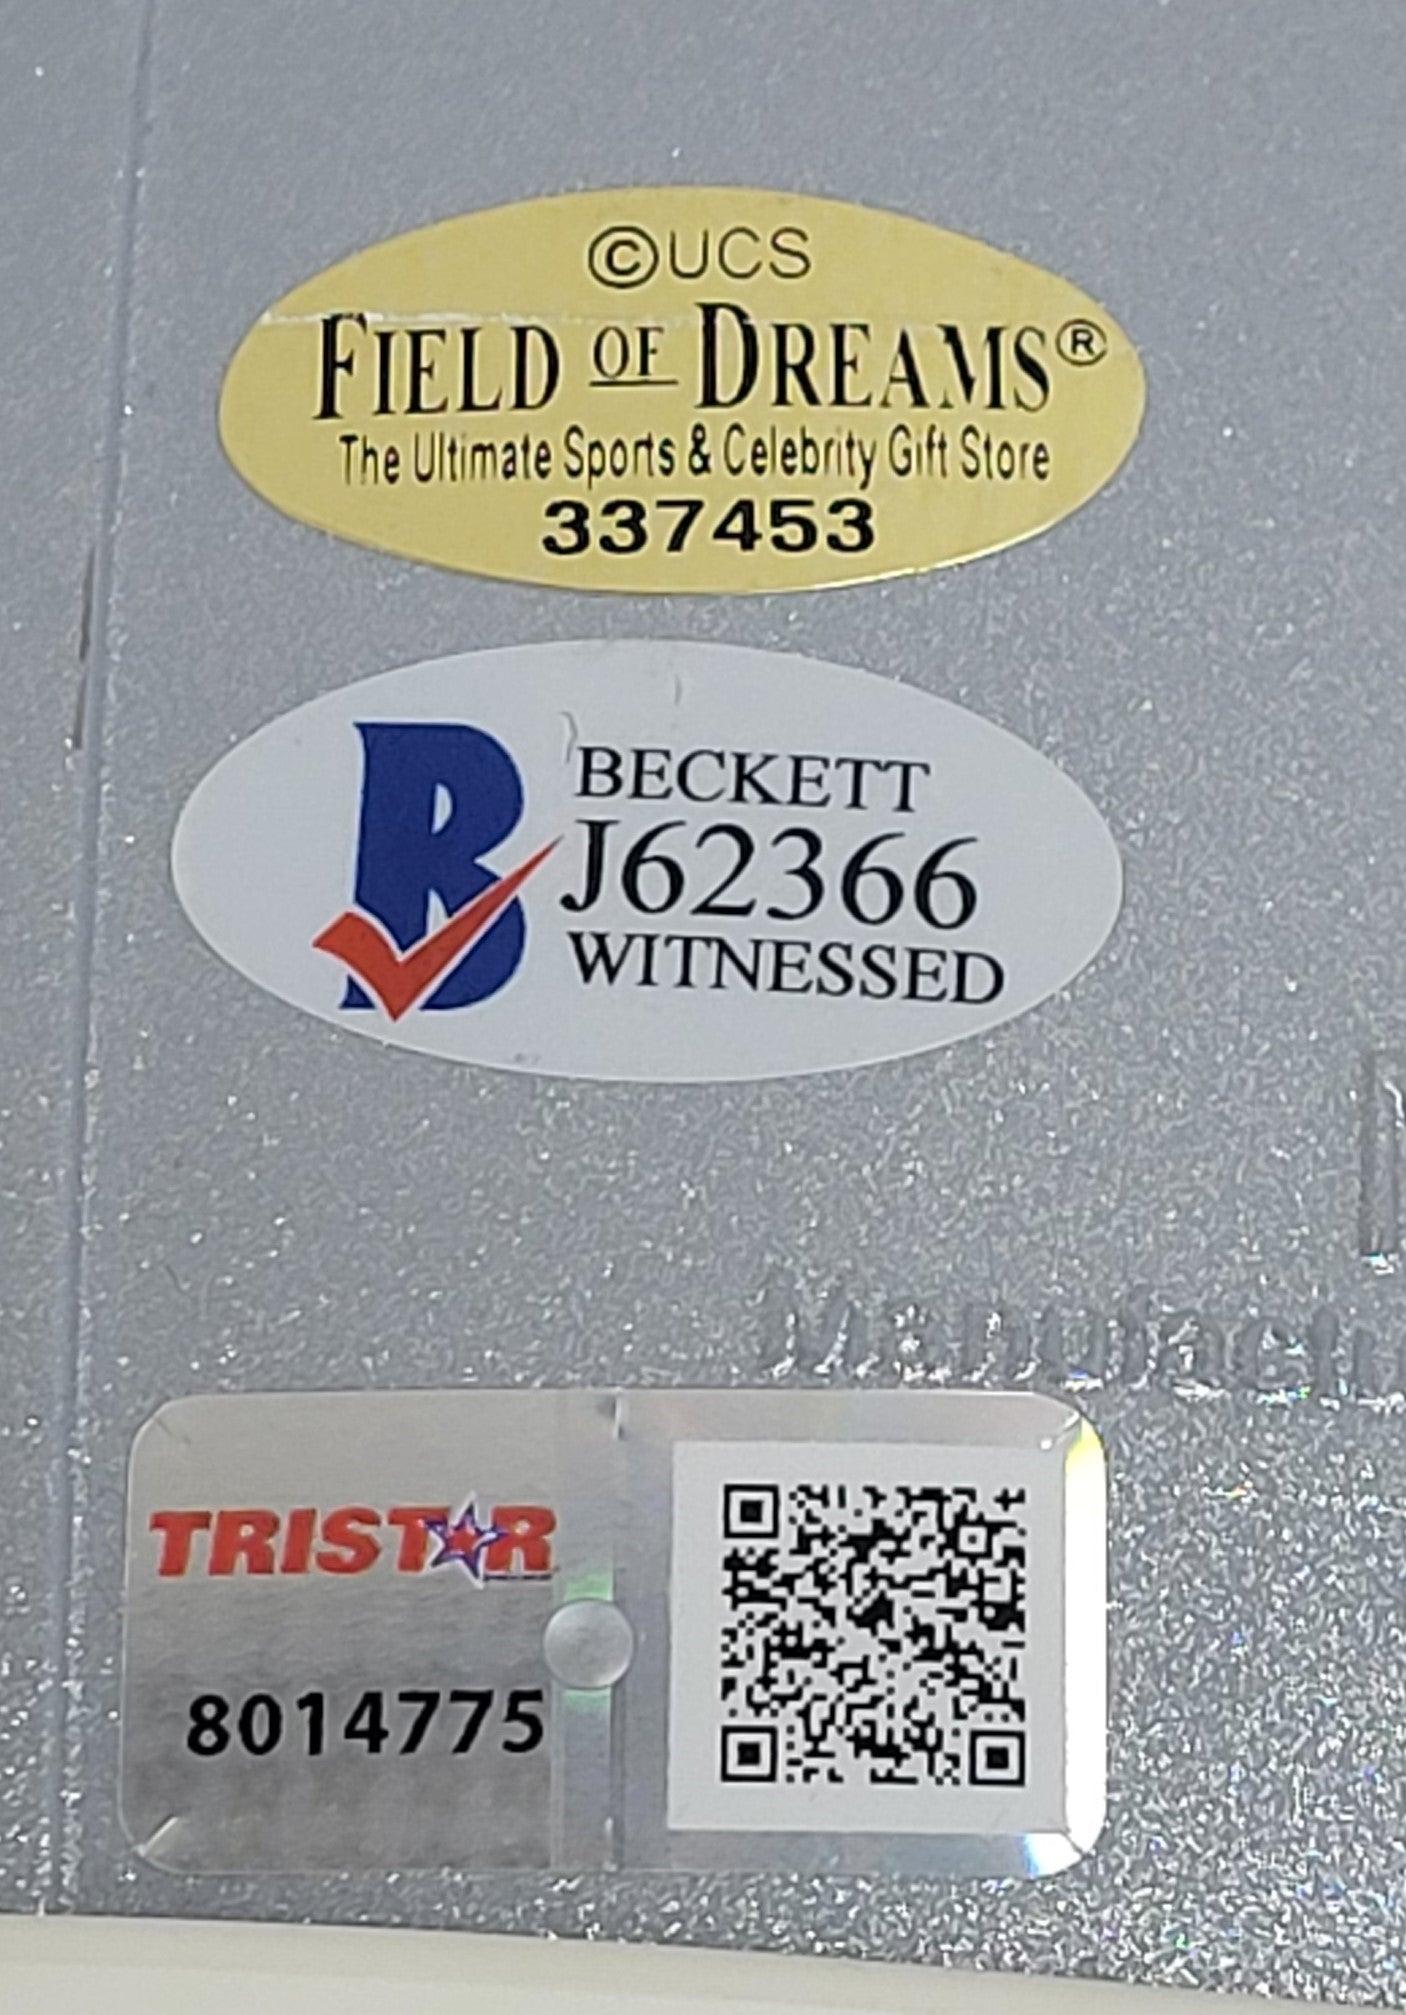 ©UCS
FIELD OF DREAMS®
The Ultimate Sports & Celebrity Gift Store
337453
B
BECKETT
J62366
WITNESSED
TRISTAR
8014775